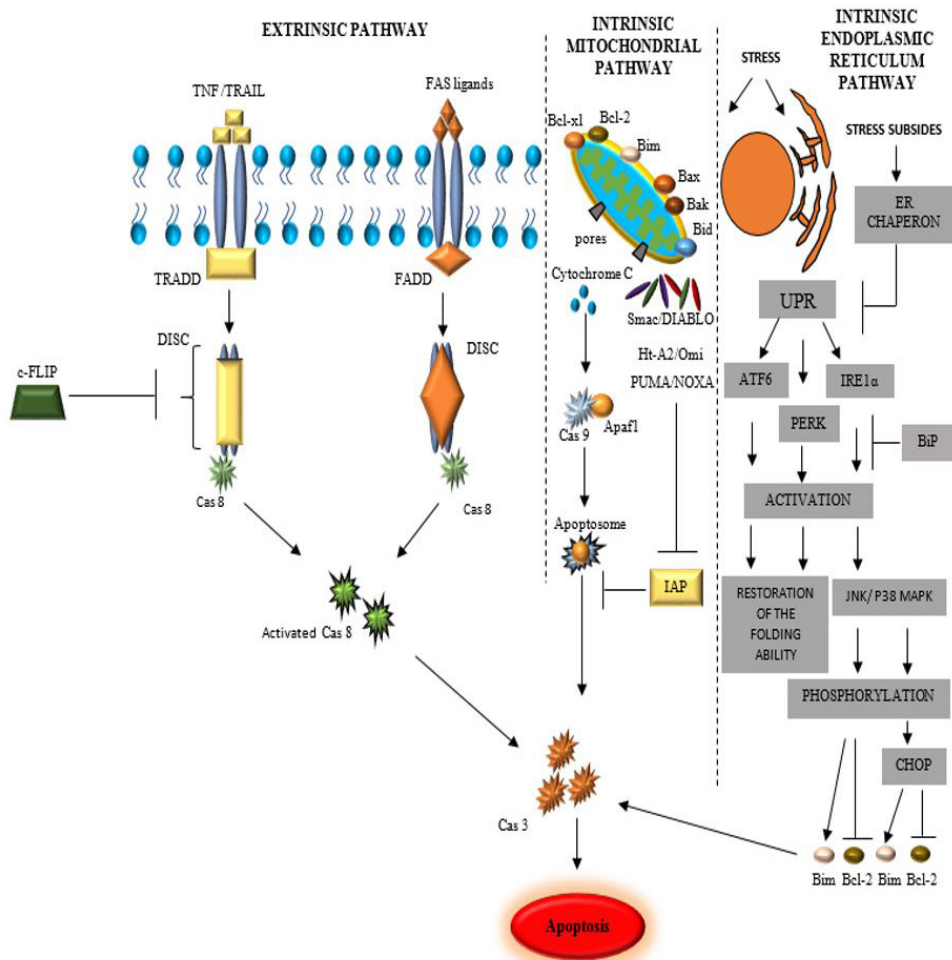 EXTRINSIC PATHWAY
TNF/TRAIL
FAS ligands
TRADD
FADD
DISC
DISC
c-FLIP
Cas 8
Cas 8
Activated Cas 8
INTRINSIC
MITOCHONDRIAL
PATHWAY
Bcl-xl
Bcl-2
Bim
Bax
Bak
Bid
pores
Cytochrome C
Smac/DIABLO
Ht-A2/Omi
PUMA/NOXA
Cas 9
Apaf1
Apoptosome
IAP
INTRINSIC
ENDOPLASMIC
RETICULUM
PATHWAY
STRESS
STRESS SUBSIDES
ER
CHAPERON
UPR
ATF6
IRE1α
PERK
BiP
ACTIVATION
RESTORATION
OF THE
FOLDING
ABILITY
JNK/ P38 MAPK
PHOSPHORYLATION
CHOP
Bim
Bcl-2
Bim
Bcl-2
Cas 3
Apoptosis